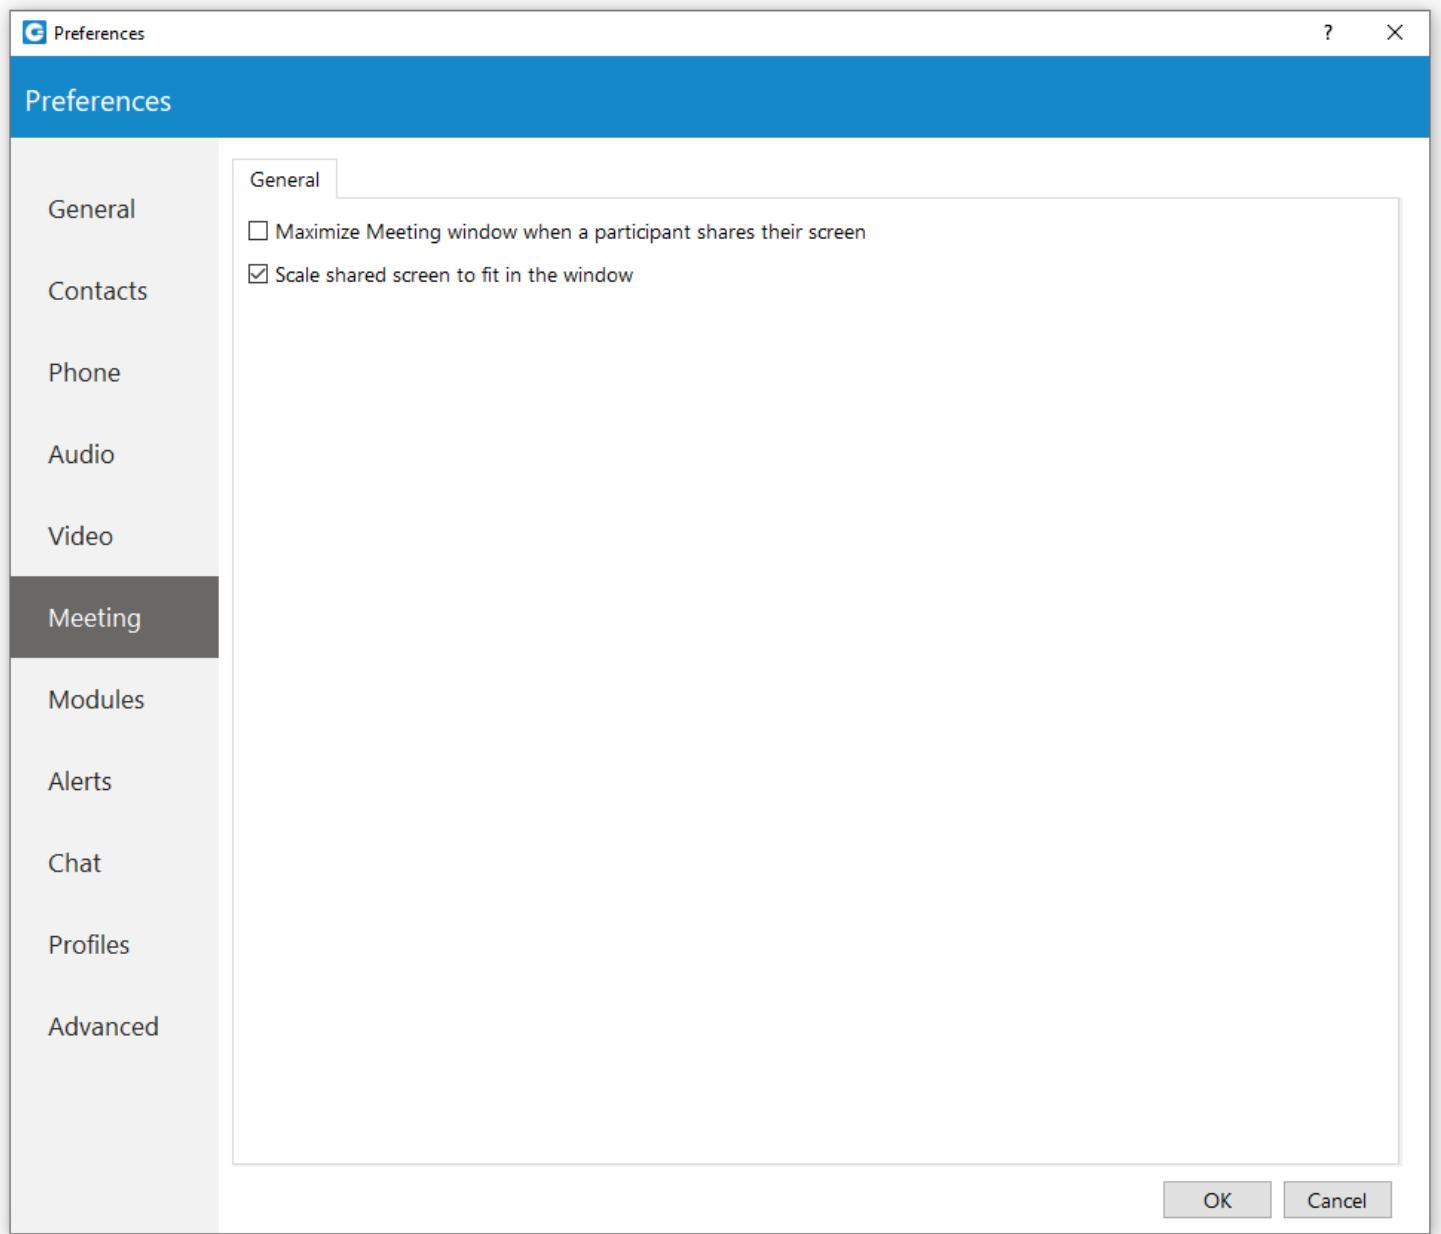 Preferences
?
Preferences
General
Contacts
Phone
Audio
Video
Meeting
Modules
Alerts
Chat
Profiles
Advanced
General
Maximize Meeting window when a participant shares their screen
Scale shared screen to fit in the window
OK
Cancel